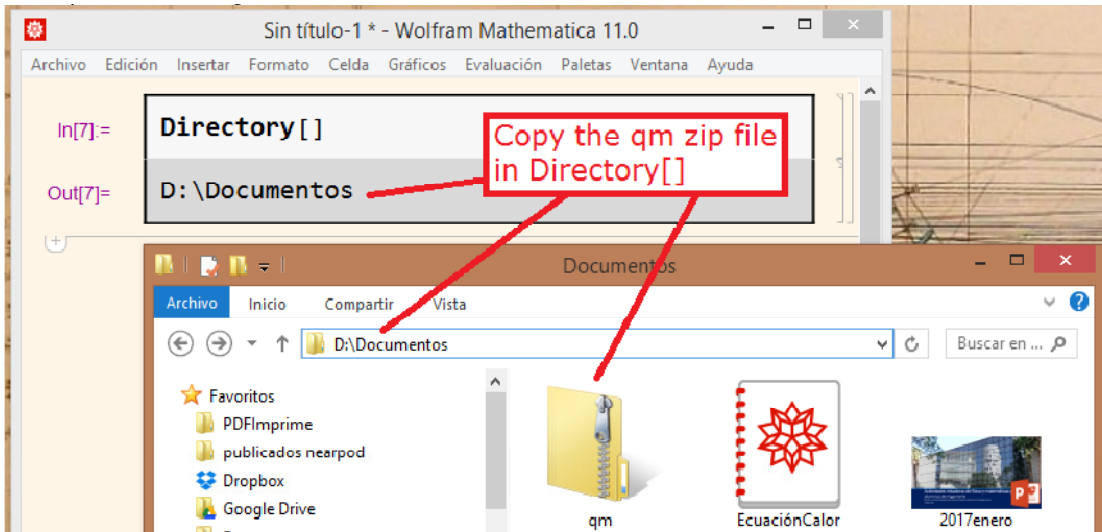 Sin título-1 * - Wolfram Mathematica 11.0
Archivo Edición Insertar Formato Celda Gráficos Evaluación Paletas Ventana Ayuda
In[7]:= Directory[]
Copy the qm zip file
in Directory[]
Out[7]= D:\Documentos
Documentos
Archivo Inicio Compartir Vista
D:\Documentos
Buscar en ...
Favoritos
PDFImprime
publicados nearpod
Dropbox
Google Drive
qm
EcuaciónCalor
2017enero